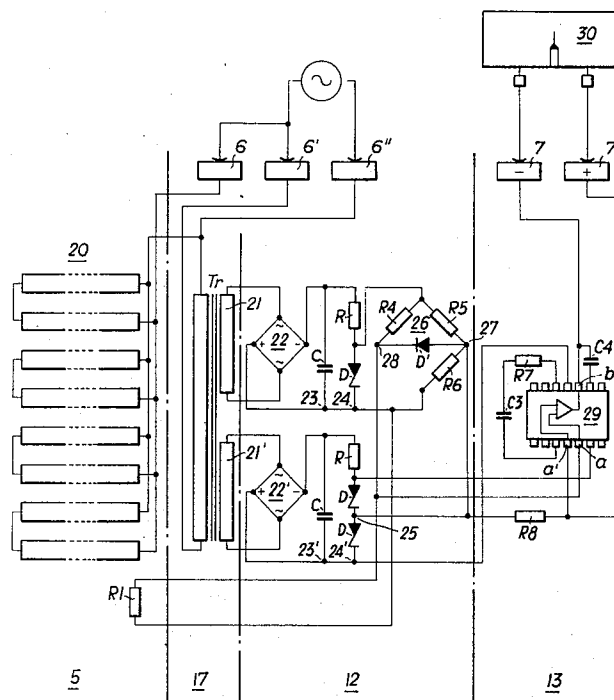 30
6 6' 6" 7 7
- +
20
Tr
21 R R4 R5 27
26
22 C 28 D' C4
D R6 R7 b
23 24
C3 29
21' R
a' a
22' C D
25 R8
D
23' 24'
R1
5 17 12 13